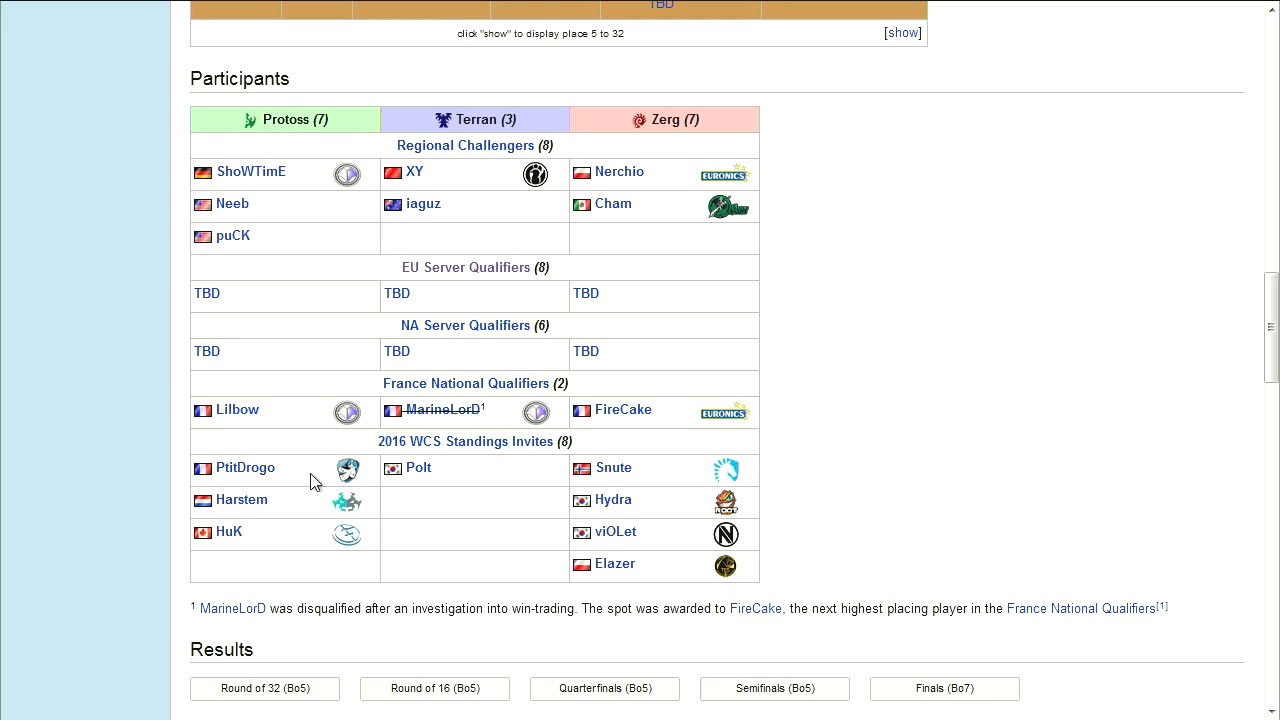 TBD
click "show" to display place 5 to 32 [show]
Participants
Protoss (7) Terran (3) Zerg (7)
Regional Challengers (8)
ShoWTimE XY Nerchio EURONICS
Neeb iaguz Cham
puCK
EU Server Qualifiers (8)
TBD TBD TBD
NA Server Qualifiers (6)
TBD TBD TBD
France National Qualifiers (2)
Lilbow MarineLorD1 FireCake EURONICS
2016 WCS Standings Invites (8)
PtitDrogo Polt Snute
Harstem Hydra ROOT
HuK viOLet N
Elazer
1 MarineLorD was disqualified after an investigation into win-trading. The spot was awarded to FireCake, the next highest placing player in the France National Qualifiers[1]
Results
Round of 32 (Bo5) Round of 16 (Bo5) Quarterfinals (Bo5) Semifinals (Bo5) Finals (Bo7)